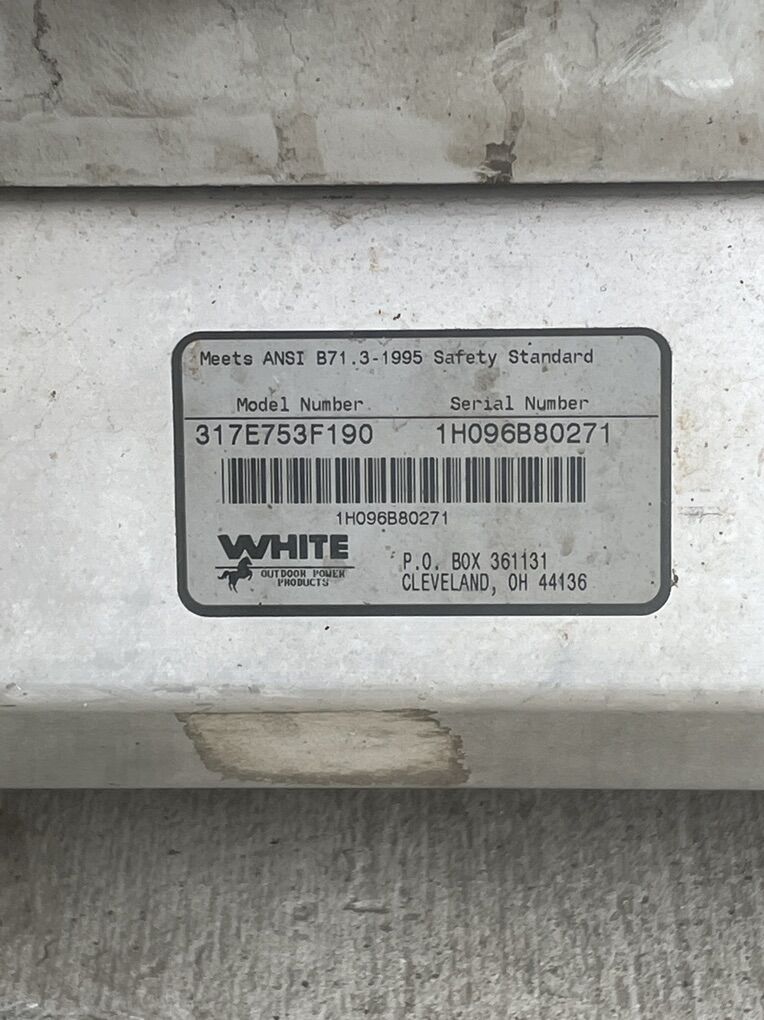 Meets ANSI B71.3-1995 Safety Standard
Model Number Serial Number
317E753F190 1H096B80271
1H096B80271
WHITE
OUTDOOR POWER
PRODUCTS
P.O. BOX 361131
CLEVELAND, OH 44136